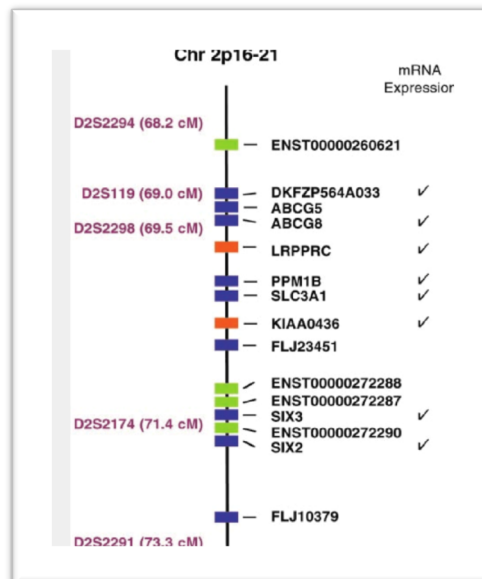 Chr 2p16-21
mRNA
Expression
D2S2294 (68.2 cM)
ENST00000260621
D2S119 (69.0 cM)
DKFZP564A033 ✓
ABCG5
ABCG8 ✓
D2S2298 (69.5 cM)
LRPPRC ✓
PPM1B ✓
SLC3A1 ✓
KIAA0436 ✓
FLJ23451
ENST00000272288
ENST00000272287
SIX3 ✓
D2S2174 (71.4 cM)
ENST00000272290
SIX2 ✓
FLJ10379
D2S2291 (73.3 cM)